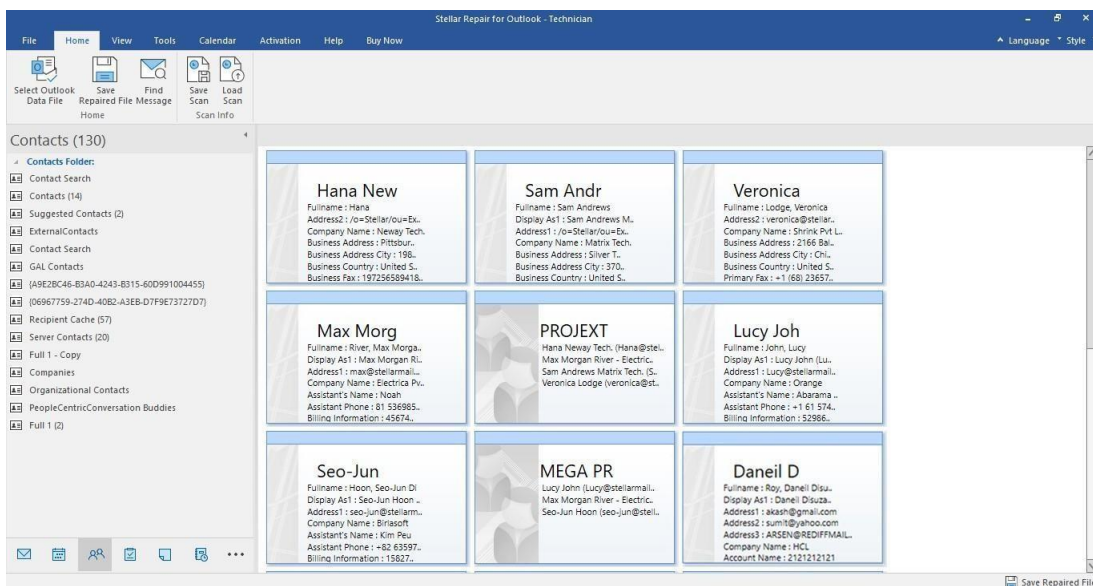 Stellar Repair for Outlook - Technician
File Home View Tools Calendar Activation Help Buy Now Language Style
Select Outlook Data File
Save Repaired File
Find Message
Save Scan
Load Scan
Home Scan Info
Contacts (130)
Contacts Folder:
Contact Search
Contacts (14)
Suggested Contacts (2)
ExternalContacts
Contact Search
GAL Contacts
{A9E2BC46-B3A0-4243-B315-60D991004455}
{06967759-274D-40B2-A3EB-D7F9E73727D7}
Recipient Cache (57)
Server Contacts (20)
Full 1 - Copy
Companies
Organizational Contacts
PeopleCentricConversation Buddies
Full 1 (2)
Hana New
Fullname : Hana
Address2 : /o=Stellar/ou=Ex..
Company Name : Neway Tech.
Business Address : Pittsbur..
Business Address City : 198..
Business Country : United S..
Business Fax : 197256589418..
Sam Andr
Fullname : Sam Andrews
Display As1 : Sam Andrews M..
Address1 : /o=Stellar/ou=Ex..
Company Name : Matrix Tech.
Business Address : Silver T..
Business Address City : 370..
Business Country : United S..
Veronica
Fullname : Lodge, Veronica
Address2 : veronica@stellar..
Company Name : Shrink Pvt L..
Business Address : 2166 Bal..
Business Address City : Chi..
Business Country : United S..
Primary Fax : +1 (68) 23657..
Max Morg
Fullname : River, Max Morga..
Display As1 : Max Morgan Ri..
Address1 : max@stellarmail...
Company Name : Electrica Pv..
Assistant's Name : Noah
Assistant Phone : 81 536985..
Billing Information : 45674..
PROJEXT
Hana Neway Tech. (Hana@stel..
Max Morgan River - Electric..
Sam Andrews Matrix Tech. (S..
Veronica Lodge (veronica@st..
Lucy Joh
Fullname : John, Lucy
Display As1 : Lucy John (Lu..
Address1 : Lucy@stellarmail..
Company Name : Orange
Assistant's Name : Abarama ..
Assistant Phone : +1 61 574..
Billing Information : 52986..
Seo-Jun
Fullname : Hoon, Seo-Jun Di
Display As1 : Seo-Jun Hoon ..
Address1 : seo-jun@stellarm..
Company Name : Birlasoft
Assistant's Name : Kim Peu
Assistant Phone : +82 63597..
Billing Information : 15827..
MEGA PR
Lucy John (Lucy@stellarmail..
Max Morgan River - Electric..
Seo-Jun Hoon (seo-jun@stell..
Daneil D
Fullname : Roy, Daneil Disu..
Display As1 : Daneil Disuza..
Address1 : akash@gmail.com
Address2 : sumit@yahoo.com
Address3 : ARSEN@REDIFFMAIL..
Company Name : HCL
Account Name : 2121212121
Save Repaired File